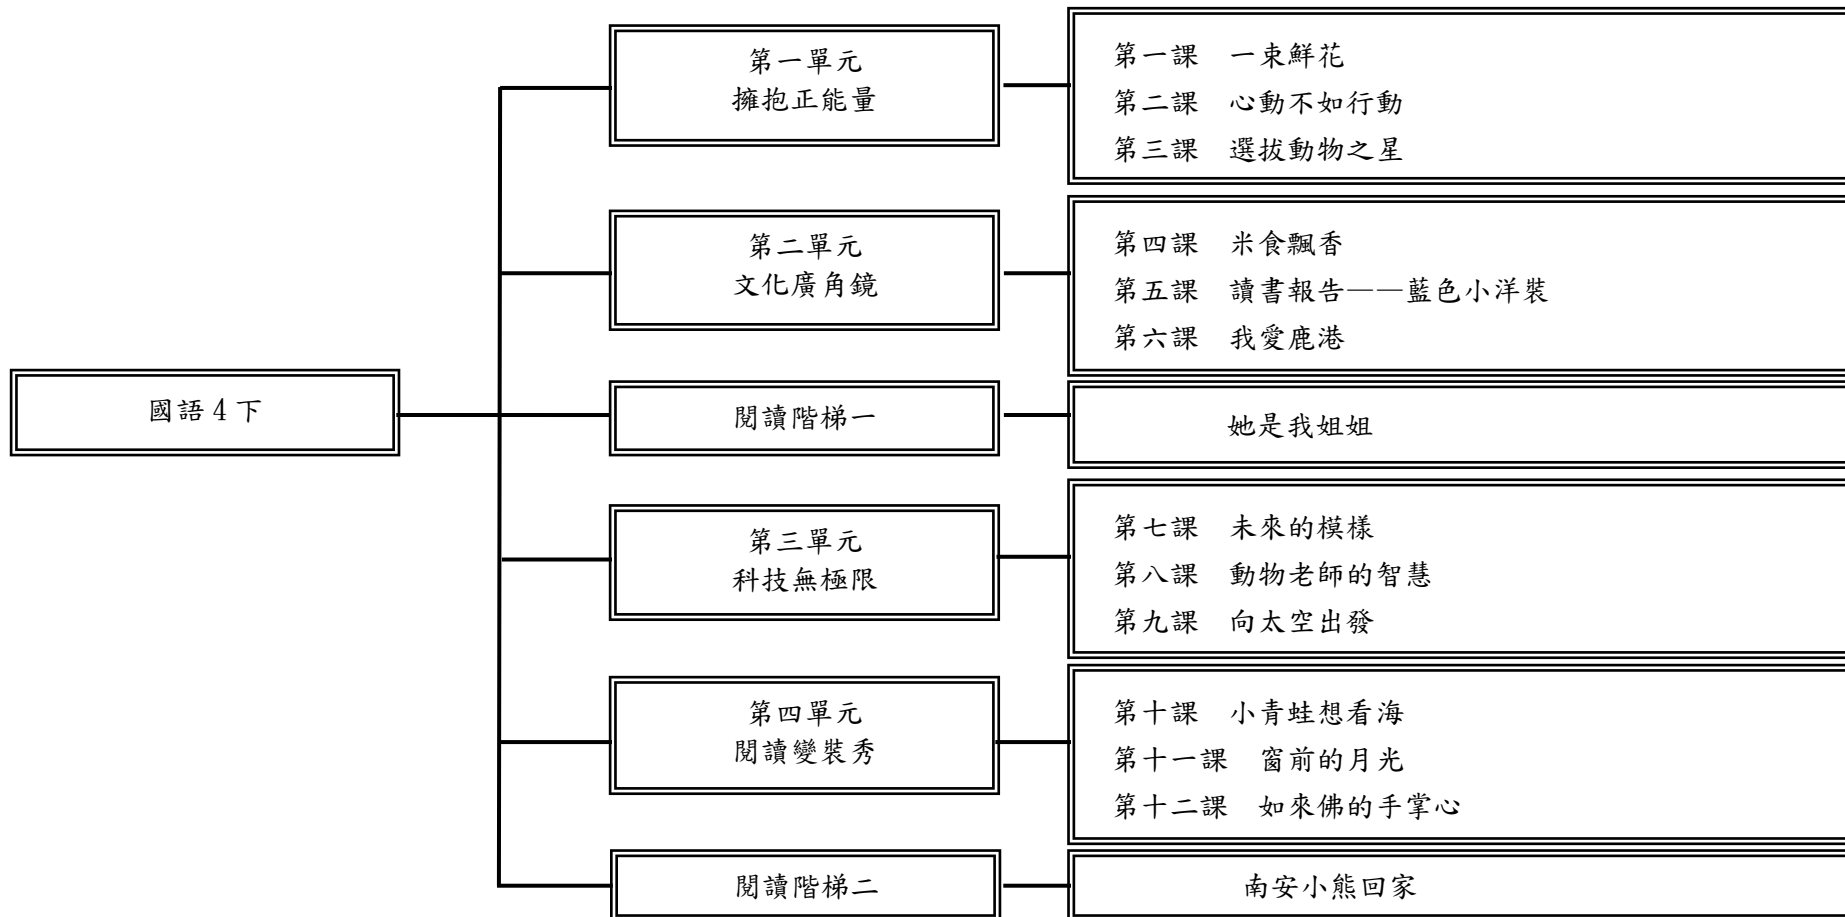 國語4下
第一單元
擁抱正能量
第一課　一束鮮花
第二課　心動不如行動
第三課　選拔動物之星
第二單元
文化廣角鏡
第四課　米食飄香
第五課　讀書報告——藍色小洋裝
第六課　我愛鹿港
閱讀階梯一
她是我姐姐
第三單元
科技無極限
第七課　未來的模樣
第八課　動物老師的智慧
第九課　向太空出發
第四單元
閱讀變裝秀
第十課　小青蛙想看海
第十一課　窗前的月光
第十二課　如來佛的手掌心
閱讀階梯二
南安小熊回家